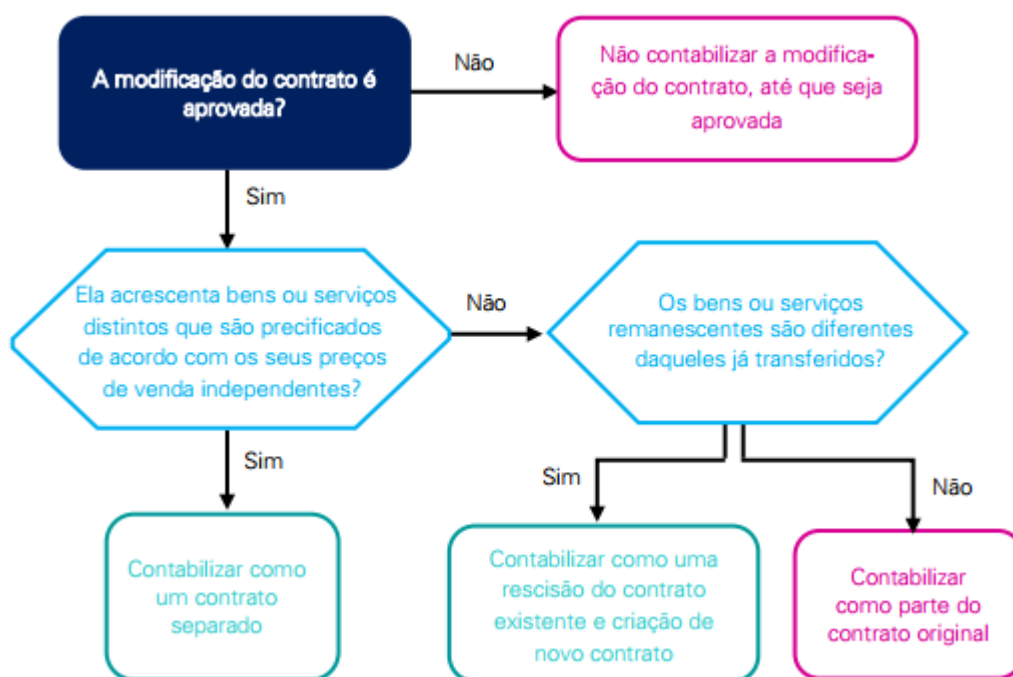 A modificação do contrato é
aprovada?
Não
Não contabilizar a modifica-
ção do contrato, até que seja
aprovada
Sim
Ela acrescenta bens ou serviços
distintos que são precificados
de acordo com os seus preços
de venda independentes?
Não
Os bens ou serviços
remanescentes são diferentes
daqueles já transferidos?
Sim
Sim
Não
Contabilizar como
um contrato
separado
Contabilizar como uma
rescisão do contrato
existente e criação de
novo contrato
Contabilizar
como parte do
contrato original